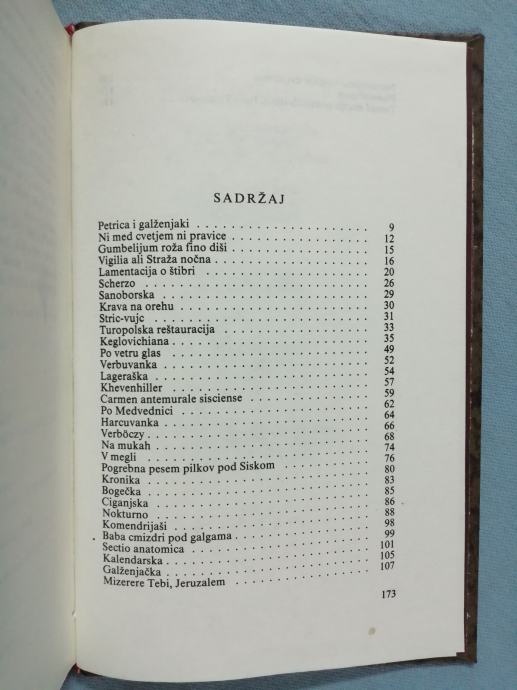 SADRŽAJ
Petrica i galženjaki . . . . . . . . . . . . . . . . . . . . 9
Ni med cvetjem ni pravice . . . . . . . . . . . . . . . . . 12
Gumbelijum roža fino diši . . . . . . . . . . . . . . . . . 15
Vigilia ali Straža nočna . . . . . . . . . . . . . . . . . . 16
Lamentacija o štibri . . . . . . . . . . . . . . . . . . . . 20
Scherzo . . . . . . . . . . . . . . . . . . . . . . . . . . 26
Sanoborska . . . . . . . . . . . . . . . . . . . . . . . . 29
Krava na orehu . . . . . . . . . . . . . . . . . . . . . . 30
Stric-vujc . . . . . . . . . . . . . . . . . . . . . . . . . 31
Turopolska reštauracija . . . . . . . . . . . . . . . . . . 33
Keglovichiana . . . . . . . . . . . . . . . . . . . . . . . 35
Po vetru glas . . . . . . . . . . . . . . . . . . . . . . . 49
Verbuvanka . . . . . . . . . . . . . . . . . . . . . . . . 52
Lageraška . . . . . . . . . . . . . . . . . . . . . . . . . 54
Khevenhiller . . . . . . . . . . . . . . . . . . . . . . . 57
Carmen antemurale sisciense . . . . . . . . . . . . . . . 59
Po Medvednici . . . . . . . . . . . . . . . . . . . . . . 62
Harcuvanka . . . . . . . . . . . . . . . . . . . . . . . . 64
Verböczy . . . . . . . . . . . . . . . . . . . . . . . . . 66
Na mukah . . . . . . . . . . . . . . . . . . . . . . . . . 68
V megli . . . . . . . . . . . . . . . . . . . . . . . . . . 74
Pogrebna pesem pilkov pod Siskom . . . . . . . . . . . . 76
Kronika . . . . . . . . . . . . . . . . . . . . . . . . . . 80
Bogečka . . . . . . . . . . . . . . . . . . . . . . . . . . 83
Ciganjska . . . . . . . . . . . . . . . . . . . . . . . . . 85
Nokturno . . . . . . . . . . . . . . . . . . . . . . . . . 86
Komendrijaši . . . . . . . . . . . . . . . . . . . . . . . 88
Baba cmizdri pod galgama . . . . . . . . . . . . . . . . . 98
Sectio anatomica . . . . . . . . . . . . . . . . . . . . . 99
Kalendarska . . . . . . . . . . . . . . . . . . . . . . . . 101
Galženjačka . . . . . . . . . . . . . . . . . . . . . . . . 105
Mizerere Tebi, Jeruzalem . . . . . . . . . . . . . . . . . 107
173